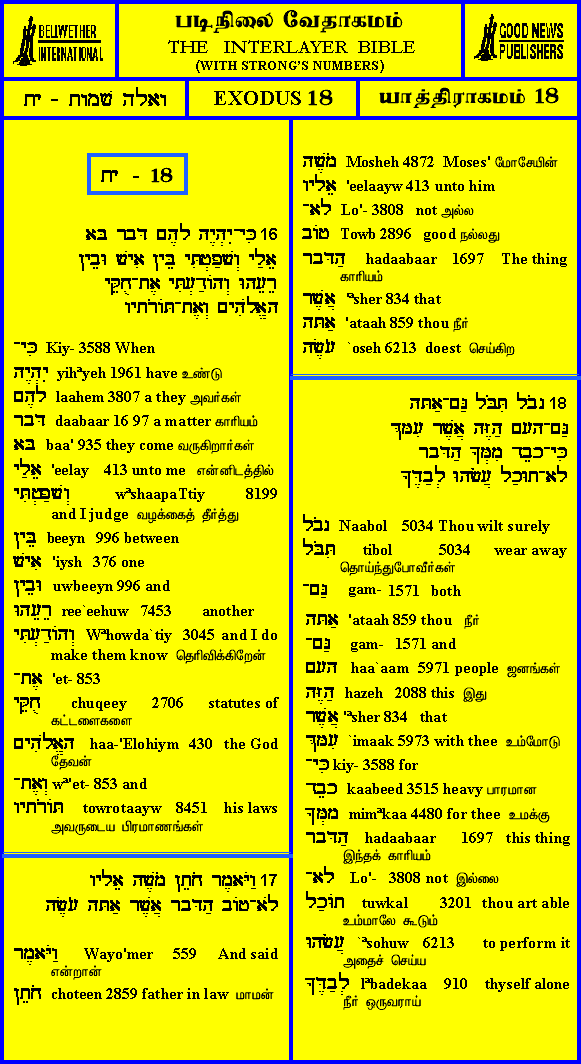 BELLWETHER
INTERNATIONAL
படிநிலை வேதாகமம்
THE INTERLAYER BIBLE
(WITH STRONG'S NUMBERS)
GOOD NEWS
PUBLISHERS
ואלה שמות - יח
EXODUS 18
யாத்திராகமம் 18
יח - 18
16 כִּי־יִהְיֶה לָהֶם דָּבָר בָּא
אֵלַי וְשָׁפַטְתִּי בֵּין אִישׁ וּבֵין
רֵעֵהוּ וְהוֹדַעְתִּי אֶת־חֻקֵּי
הָאֱלֹהִים וְאֶת־תּוֹרֹתָיו
כִּי־ Kiy- 3588 When
יִהְיֶה yihªyeh 1961 have உண்டு
לָהֶם laahem 3807 a they அவர்கள்
דָּבָר daabaar 16 97 a matter காரியம்
בָּא baa' 935 they come வருகிறார்கள்
אֵלַי 'eelay 413 unto me என்னிடத்தில்
וְשָׁפַטְתִּי wªshaapaTtiy 8199
and I judge வழக்கைத் தீர்த்து
בֵּין beeyn 996 between
אִישׁ 'iysh 376 one
וּבֵין uwbeeyn 996 and
רֵעֵהוּ ree`eehuw 7453 another
וְהוֹדַעְתִּי Wªhowda`tiy 3045 and I do
make them know தெரிவிக்கிறேன்
אֶת־ 'et- 853
חֻקֵּי chuqeey 2706 statutes of
கட்டளைகளை
הָאֱלֹהִים haa-'Elohiym 430 the God
தேவன்
וְאֶת־ wª'et- 853 and
תּוֹרֹתָיו towrotaayw 8451 his laws
அவருடைய பிரமாணங்கள்
17 וַיֹּאמֶר חֹתֵן מֹשֶׁה אֵלָיו
לֹא־טוֹב הַדָּבָר אֲשֶׁר אַתָּה עֹשֶׂה
וַיֹּאמֶר Wayo'mer 559 And said
என்றான்
חֹתֵן choteen 2859 father in law மாமன்
מֹשֶׁה Mosheh 4872 Moses' மோசேயின்
אֵלָיו 'eelaayw 413 unto him
לֹא־ Lo'- 3808 not அல்ல
טוֹב Towb 2896 good நல்லது
הַדָּבָר hadaabaar 1697 The thing
காரியம்
אֲשֶׁר 'ªsher 834 that
אַתָּה 'ataah 859 thou நீர்
עֹשֶׂה `oseh 6213 doest செய்கிற
18 נָבֹל תִּבֹּל גַּם־אַתָּה
גַּם־הָעָם הַזֶּה אֲשֶׁר עִמָּךְ
כִּי־כָבֵד מִמְּךָ הַדָּבָר
לֹא־תוּכַל עֲשֹׂהוּ לְבַדֶּךָ
נָבֹל Naabol 5034 Thou wilt surely
תִּבֹּל tibol 5034 wear away
தொய்ந்துபோவீர்கள்
גַּם־ gam- 1571 both
אַתָּה 'ataah 859 thou நீர்
גַּם־ gam- 1571 and
הָעָם haa`aam 5971 people ஜனங்கள்
הַזֶּה hazeh 2088 this இது
אֲשֶׁר 'ªsher 834 that
עִמָּךְ `imaak 5973 with thee உம்மோடு
כִּי־ kiy- 3588 for
כָבֵד kaabeed 3515 heavy பாரமான
מִמְּךָ mimªkaa 4480 for thee உமக்கு
הַדָּבָר hadaabaar 1697 this thing
இந்தக் காரியம்
לֹא־ Lo'- 3808 not இல்லை
תוּכַל tuwkal 3201 thou art able
உம்மாலே கூடும்
עֲשֹׂהוּ `ªsohuw 6213 to perform it
அதைச் செய்ய
לְבַדֶּךָ lªbadekaa 910 thyself alone
நீர் ஒருவராய்